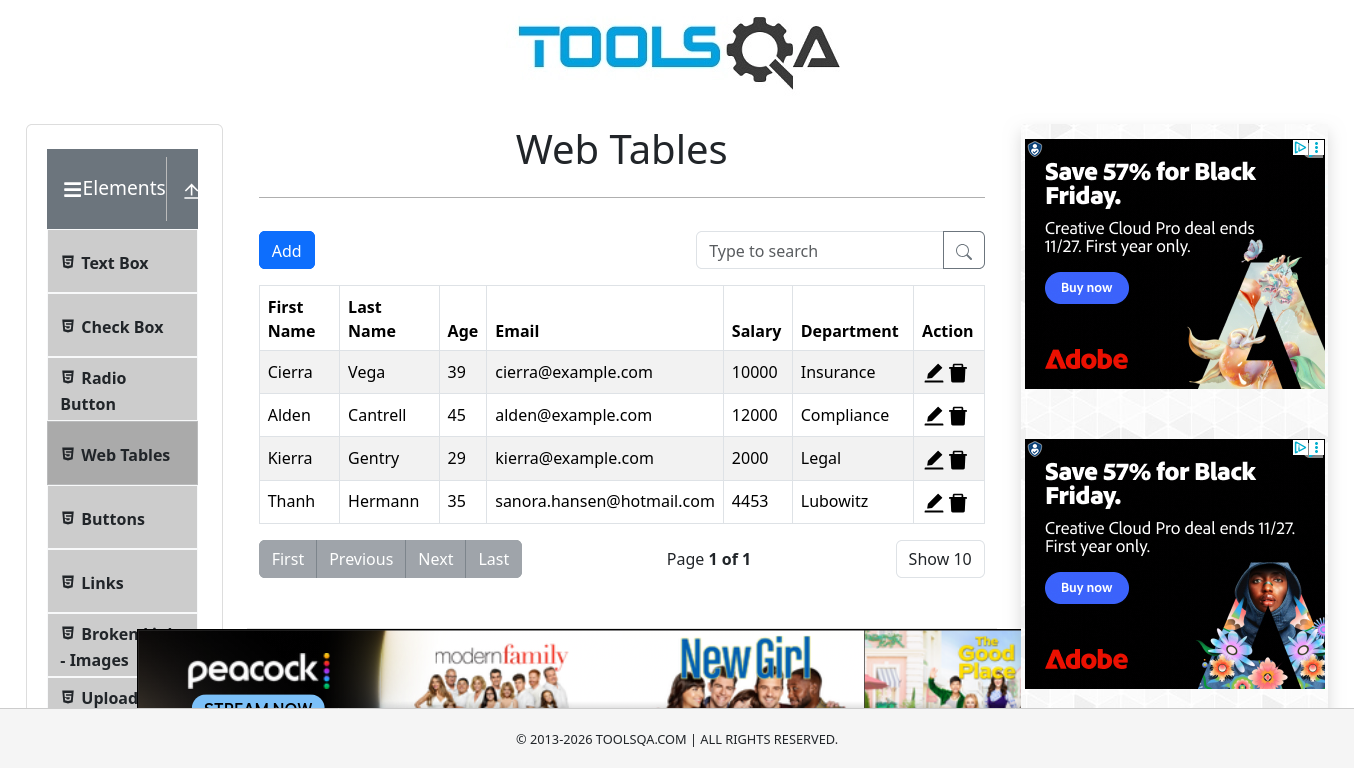 TOOLSQA
Web Tables
Elements
Text Box
Check Box
Radio
Button
Web Tables
Buttons
Links
Broken
- Images
Upload
Add
Type to search
First Name
Last Name
Age
Email
Salary
Department
Action
Cierra Vega 39 cierra@example.com 10000 Insurance
Alden Cantrell 45 alden@example.com 12000 Compliance
Kierra Gentry 29 kierra@example.com 2000 Legal
Thanh Hermann 35 sanora.hansen@hotmail.com 4453 Lubowitz
First Previous Next Last
Page 1 of 1
Show 10
Save 57% for Black
Friday.
Creative Cloud Pro deal ends
11/27. First year only.
Buy now
Adobe
Save 57% for Black
Friday.
Creative Cloud Pro deal ends 11/27.
First year only.
Buy now
Adobe
peacock
STREAM NOW
modern family
New Girl
The
Good
Place
© 2013-2026 TOOLSQA.COM | ALL RIGHTS RESERVED.